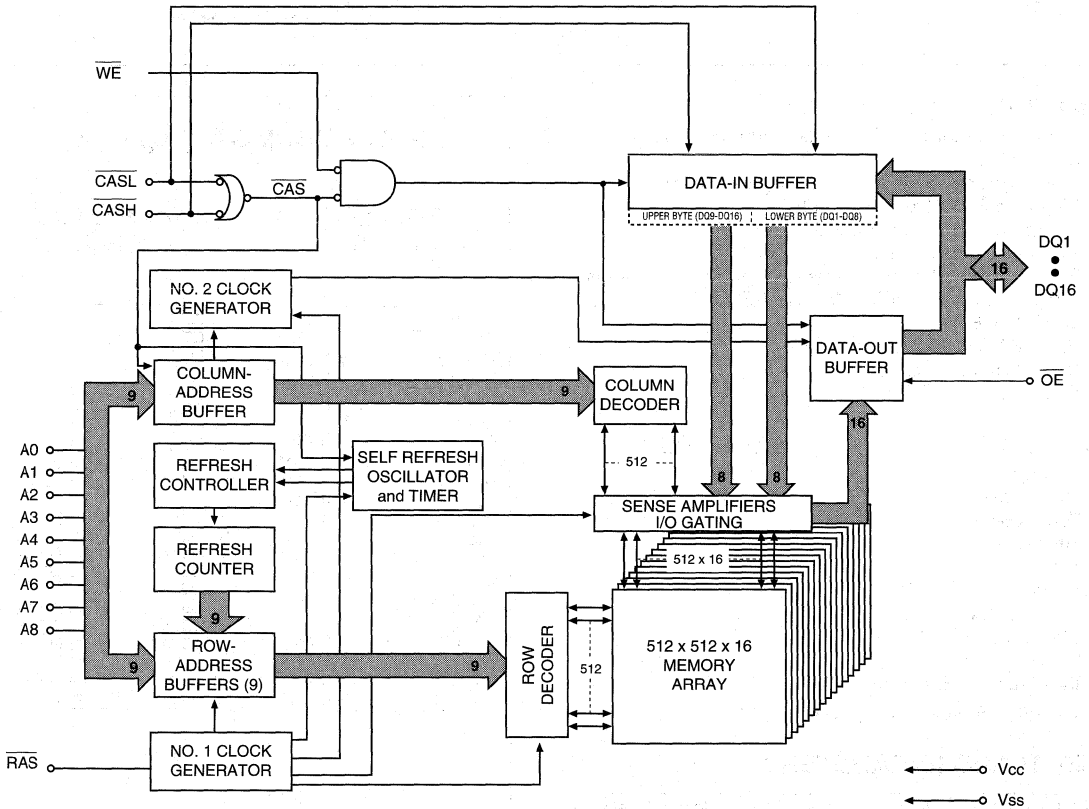 WE
CASL
CASH
CAS
DATA-IN BUFFER
UPPER BYTE (DQ9-DQ16)
LOWER BYTE (DQ1-DQ8)
DQ1
16
DQ16
NO. 2 CLOCK
GENERATOR
DATA-OUT
BUFFER
OE
COLUMN-
ADDRESS
BUFFER
9
9
COLUMN
DECODER
16
A0
A1
A2
A3
A4
A5
A6
A7
A8
REFRESH
CONTROLLER
SELF REFRESH
OSCILLATOR
and TIMER
512
8
8
SENSE AMPLIFIERS
I/O GATING
REFRESH
COUNTER
512 x 16
9
ROW-
ADDRESS
BUFFERS (9)
9
9
ROW
DECODER
512
512 x 512 x 16
MEMORY
ARRAY
RAS
NO. 1 CLOCK
GENERATOR
Vcc
Vss